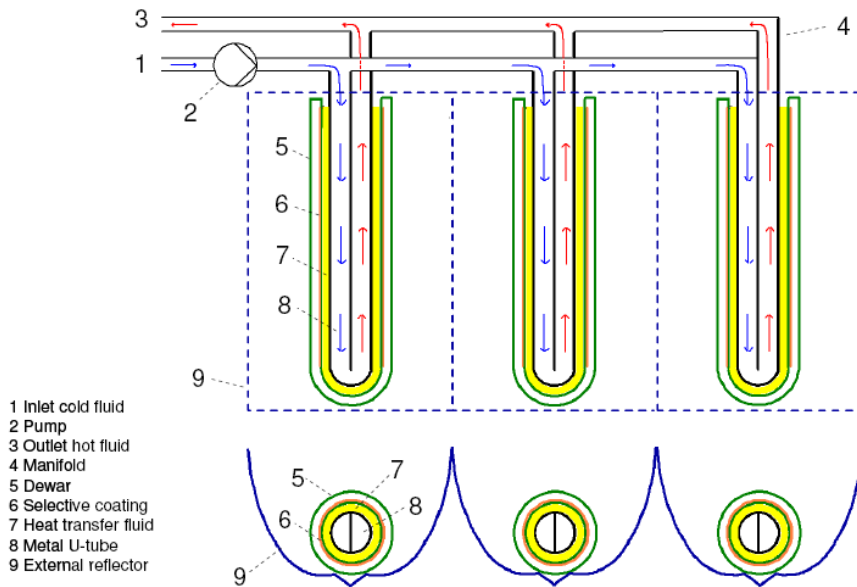 3
4
1
2
5
6
7
8
9
1 Inlet cold fluid
2 Pump
3 Outlet hot fluid
4 Manifold
5 Dewar
6 Selective coating
7 Heat transfer fluid
8 Metal U-tube
9 External reflector
7
5
8
6
9